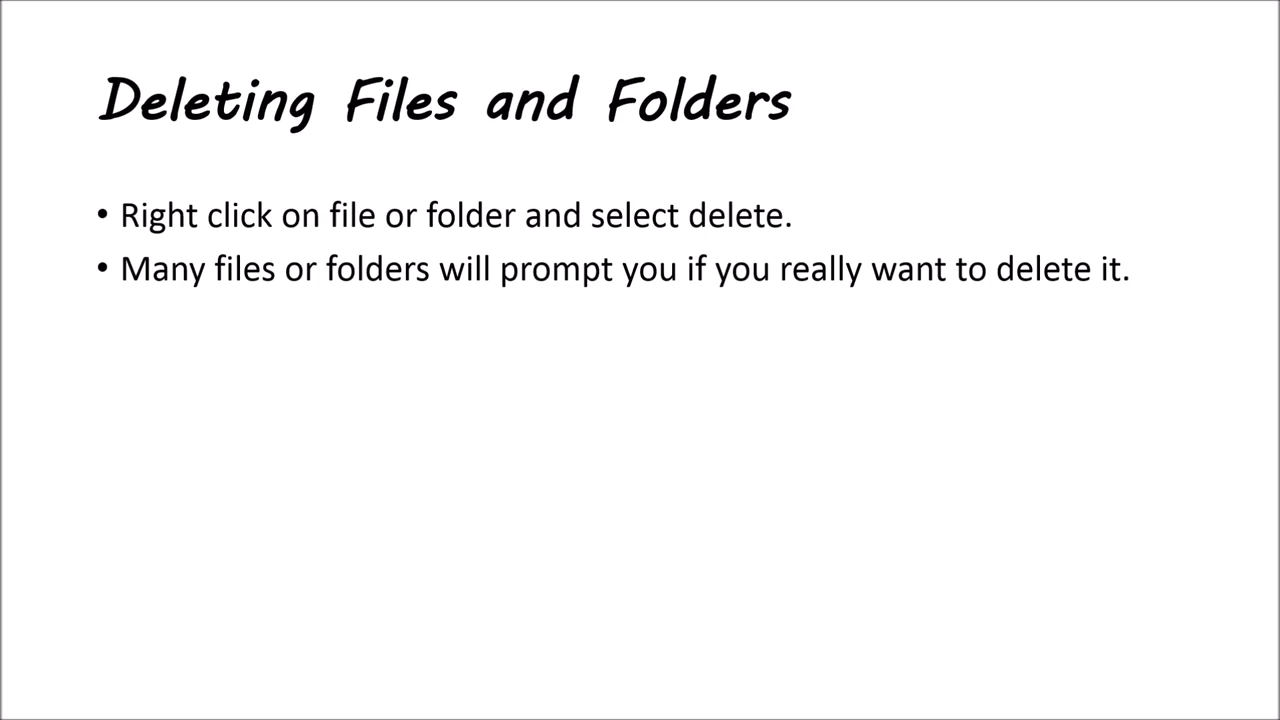 Deleting Files and Folders
• Right click on file or folder and select delete.
• Many files or folders will prompt you if you really want to delete it.